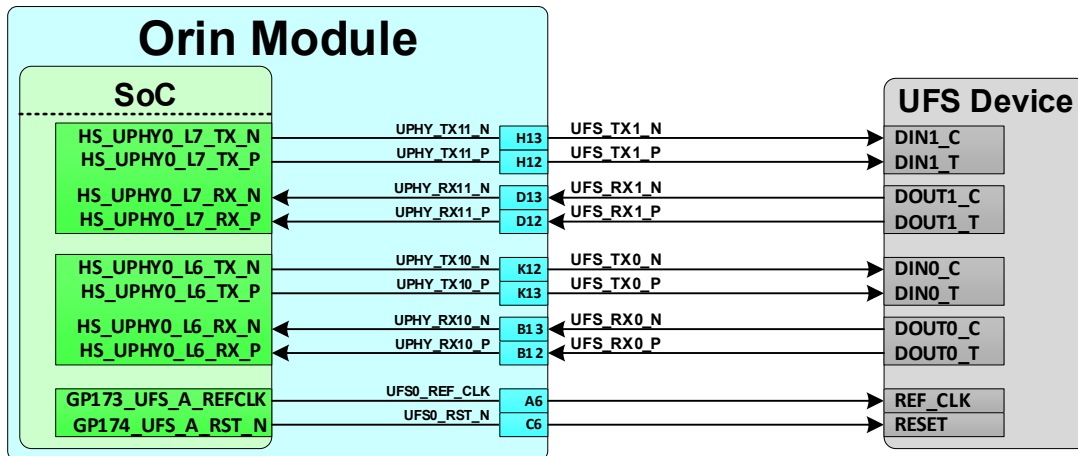 Orin Module
SoC
UFS Device
HS_UPHY0_L7_TX_N UPHY_TX11_N H13 UFS_TX1_N DIN1_C
HS_UPHY0_L7_TX_P UPHY_TX11_P H12 UFS_TX1_P DIN1_T
HS_UPHY0_L7_RX_N UPHY_RX11_N D13 UFS_RX1_N DOUT1_C
HS_UPHY0_L7_RX_P UPHY_RX11_P D12 UFS_RX1_P DOUT1_T
HS_UPHY0_L6_TX_N UPHY_TX10_N K12 UFS_TX0_N DIN0_C
HS_UPHY0_L6_TX_P UPHY_TX10_P K13 UFS_TX0_P DIN0_T
HS_UPHY0_L6_RX_N UPHY_RX10_N B13 UFS_RX0_N DOUT0_C
HS_UPHY0_L6_RX_P UPHY_RX10_P B12 UFS_RX0_P DOUT0_T
GP173_UFS_A_REFCLK UFS0_REF_CLK A6 REF_CLK
GP174_UFS_A_RST_N UFS0_RST_N C6 RESET